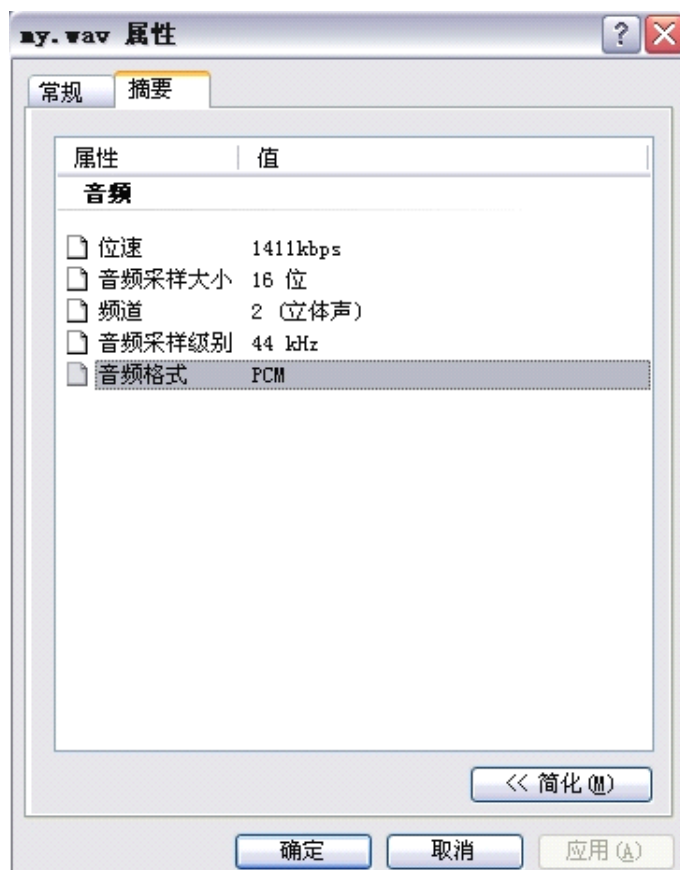 my.wav 属性
常规 摘要
属性 值
音频
位速 1411kbps
音频采样大小 16 位
频道 2 (立体声)
音频采样级别 44 kHz
音频格式 PCM
<< 简化(M)
确定 取消 应用(A)